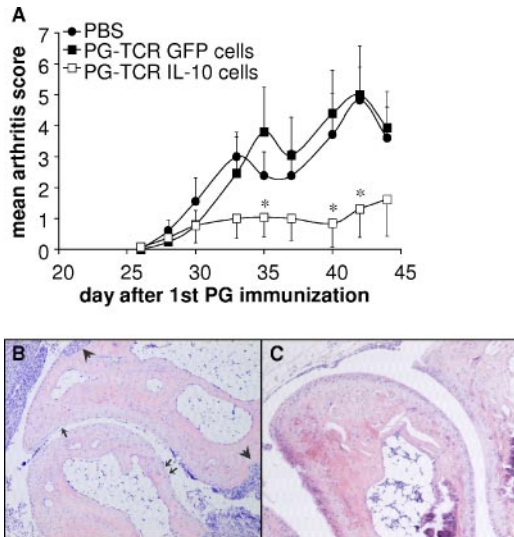 A
PBS
PG-TCR GFP cells
PG-TCR IL-10 cells
mean arthritis score
7
6
5
4
3
2
1
0
* * *
20 25 30 35 40 45
day after 1st PG immunization
B C